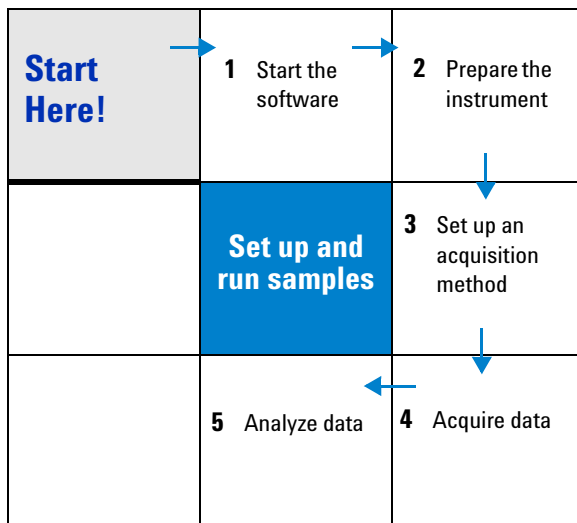 Start
Here!
1 Start the
software
2 Prepare the
instrument
Set up and
run samples
3 Set up an
acquisition
method
5 Analyze data
4 Acquire data